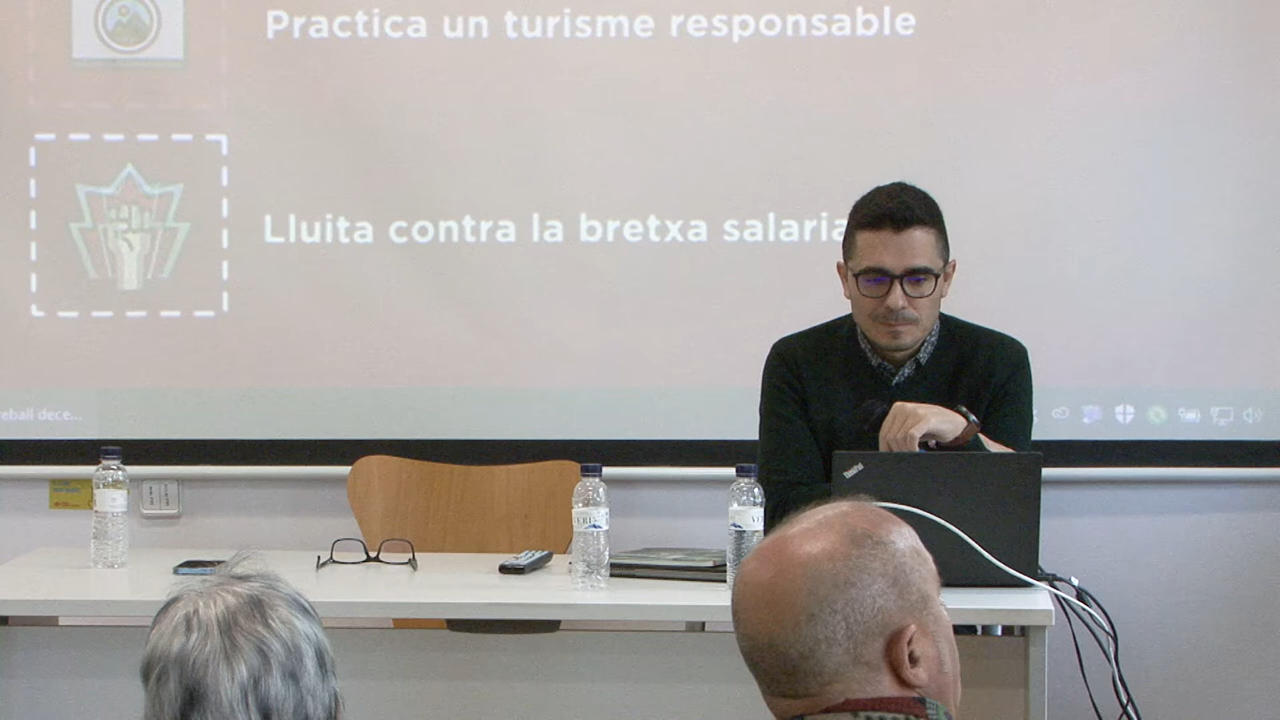 Practica un turisme responsable
Lluita contra la bretxa salaria
eball dece...
ThinkPad
VERI